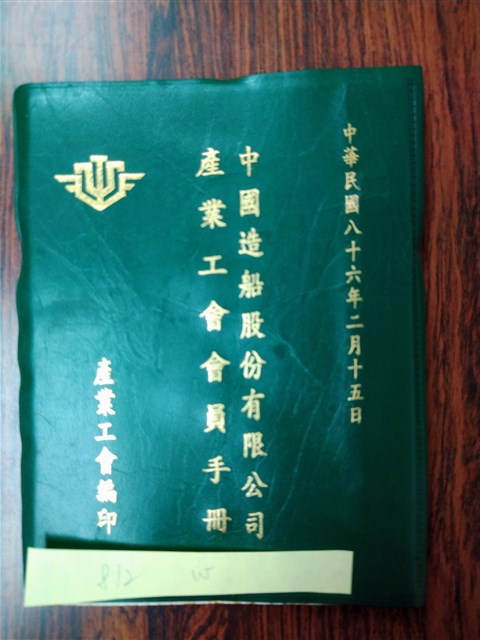 中華民國八十六年二月十五日
中國造船股份有限公司
產業工會會員手冊
產業工會編印
812 W